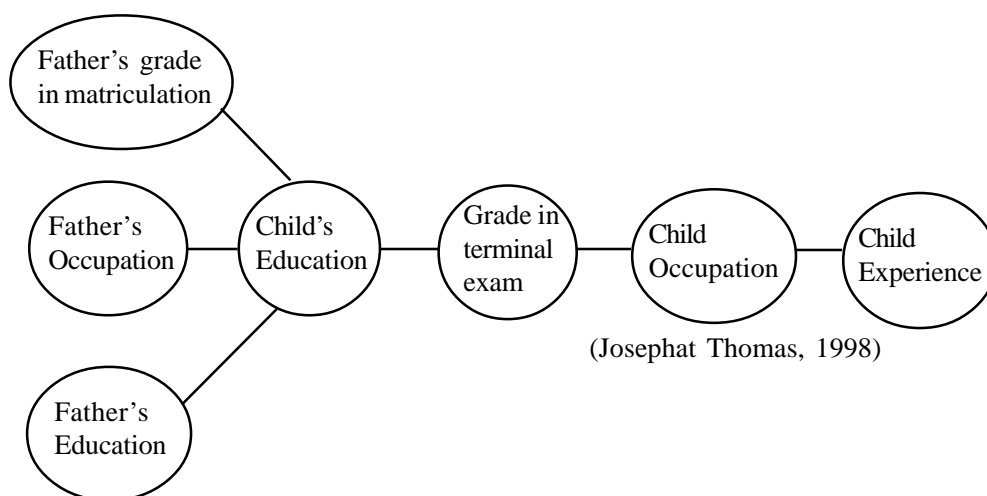 Father's grade
in matriculation
Father's
Occupation
Child's
Education
Grade in
terminal
exam
Child
Occupation
Child
Experience
(Josephat Thomas, 1998)
Father's
Education